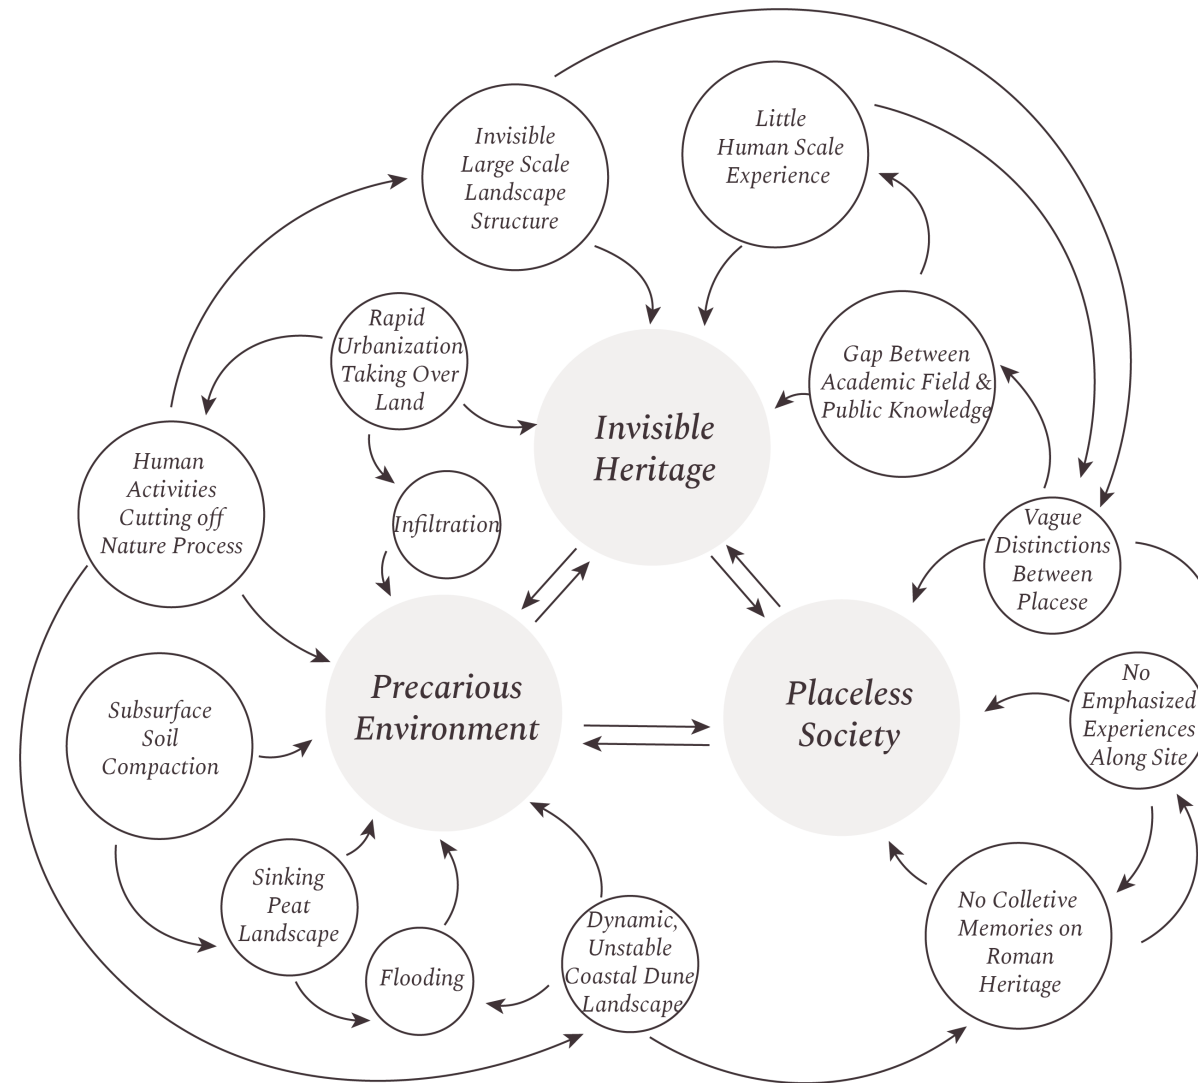 Invisible
Large Scale
Landscape
Structure
Little
Human Scale
Experience
Rapid
Urbanization
Taking Over
Land
Gap Between
Academic Field &
Public Knowledge
Invisible
Heritage
Human
Activities
Cutting off
Nature Process
Infiltration
Vague
Distinctions
Between
Placese
Precarious
Environment
Placeless
Society
No
Emphasized
Experiences
Along Site
Subsurface
Soil
Compaction
Sinking
Peat
Landscape
Flooding
Dynamic,
Unstable
Coastal Dune
Landscape
No Colletive
Memories on
Roman
Heritage